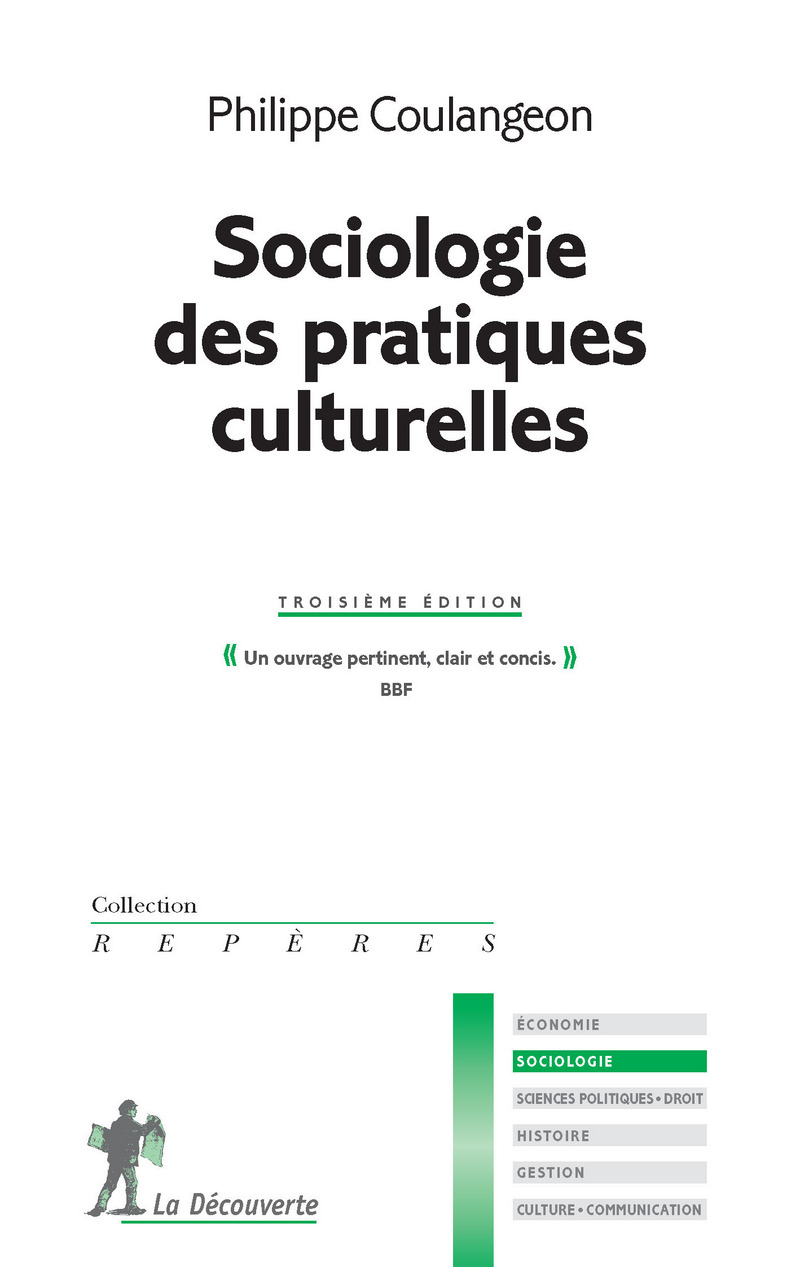 Philippe Coulangeon
Sociologie
des pratiques
culturelles
TROISIÈME ÉDITION
« Un ouvrage pertinent, clair et concis. »
BBF
Collection
REPÈRES
ÉCONOMIE
SOCIOLOGIE
SCIENCES POLITIQUES • DROIT
HISTOIRE
GESTION
CULTURE • COMMUNICATION
La Découverte